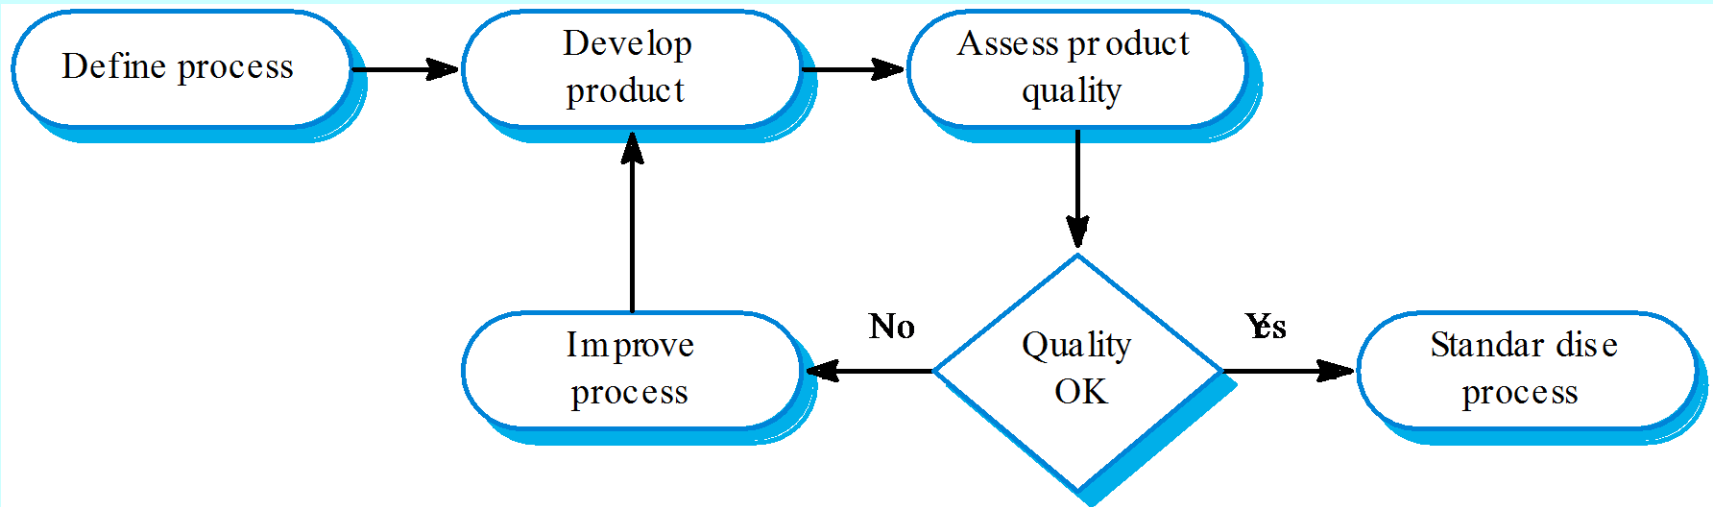 Define process
Develop
product
Assess product
quality
No
Yes
Improve
process
Quality
OK
Standardise
process